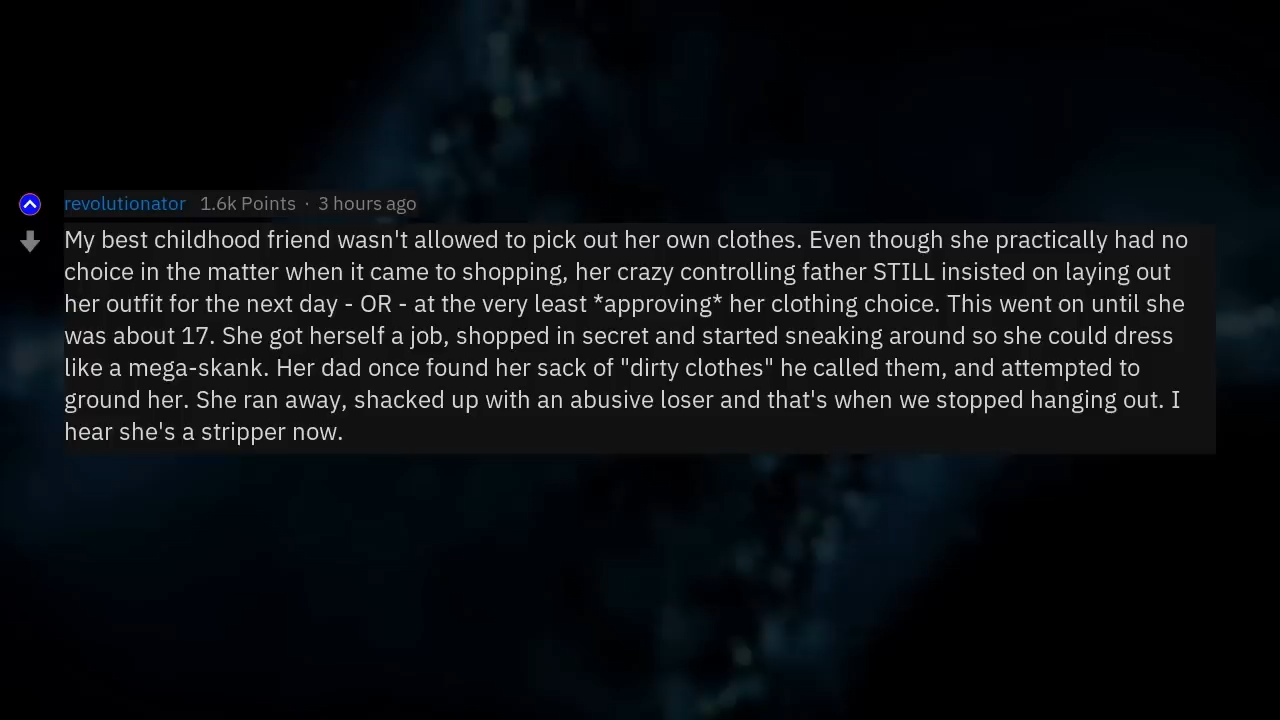 revolutionator 1.6k Points · 3 hours ago
My best childhood friend wasn't allowed to pick out her own clothes. Even though she practically had no
choice in the matter when it came to shopping, her crazy controlling father STILL insisted on laying out
her outfit for the next day - OR - at the very least *approving* her clothing choice. This went on until she
was about 17. She got herself a job, shopped in secret and started sneaking around so she could dress
like a mega-skank. Her dad once found her sack of "dirty clothes" he called them, and attempted to
ground her. She ran away, shacked up with an abusive loser and that's when we stopped hanging out. I
hear she's a stripper now.